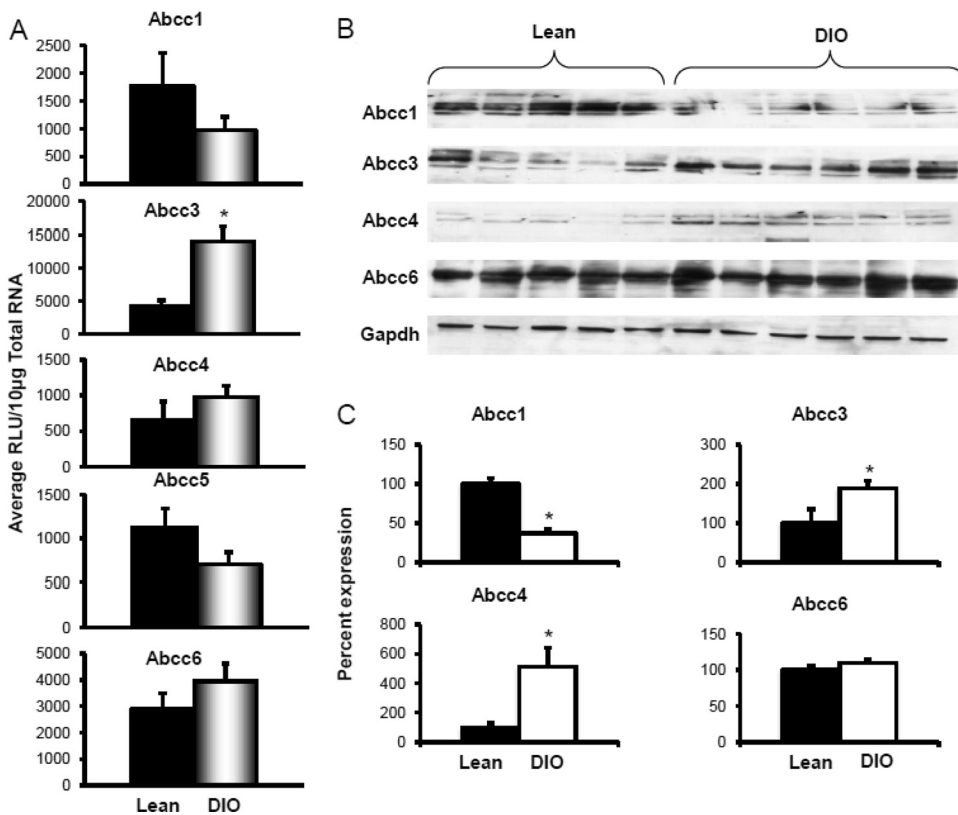 A
Abcc1
2500
2000
1500
1000
500
0
Abcc3
*
20000
15000
10000
5000
0
Abcc4
1500
1000
500
0
Abcc5
1500
1000
500
0
Abcc6
5000
4000
3000
2000
1000
0
Average RLU/10µg Total RNA
Lean DIO
B
Lean DIO
Abcc1
Abcc3
Abcc4
Abcc6
Gapdh
C
Percent expression
Abcc1
150
100
50
0
*
Abcc3
300
200
100
0
*
Abcc4
800
600
400
200
0
*
Lean DIO
Abcc6
150
100
50
0
Lean DIO